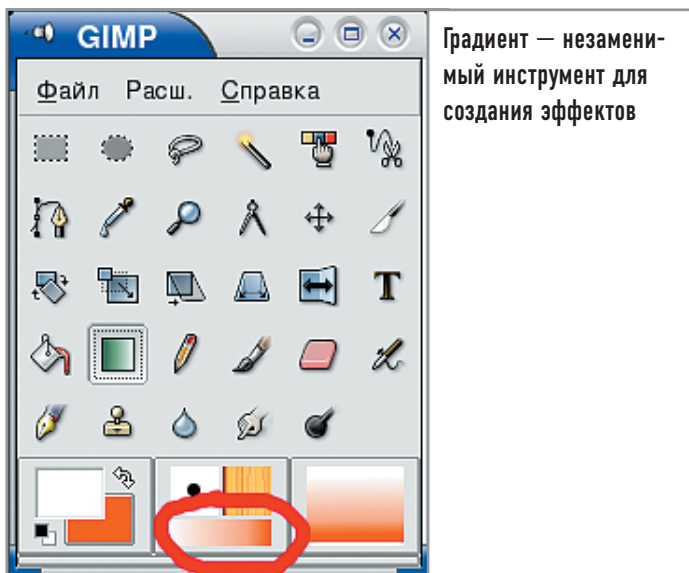 GIMP
Файл Расш. Справка
Градиент — незамени-
мый инструмент для
создания эффектов